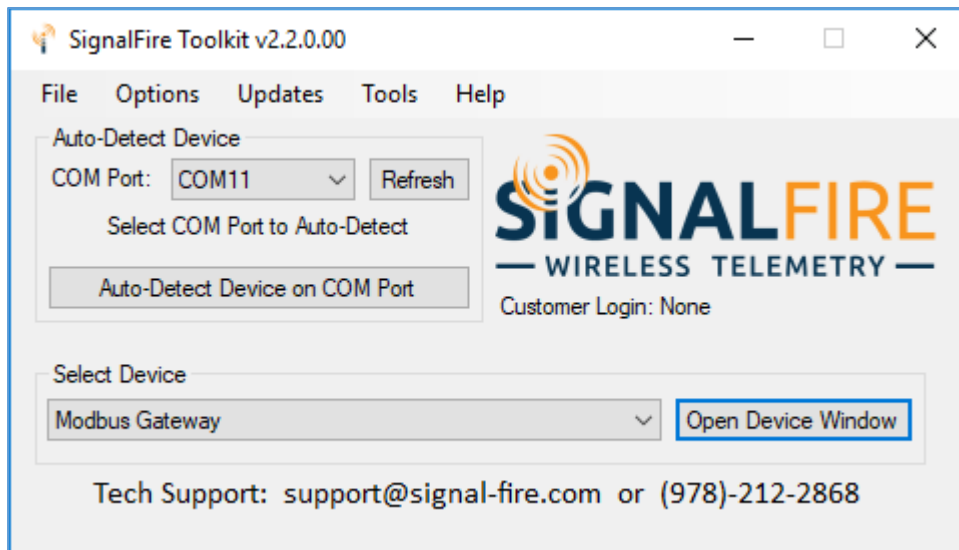 SignalFire Toolkit v2.2.0.00
File Options Updates Tools Help
Auto-Detect Device
COM Port: COM11 Refresh
Select COM Port to Auto-Detect
Auto-Detect Device on COM Port
SIGNALFIRE
WIRELESS TELEMETRY
Customer Login: None
Select Device
Modbus Gateway Open Device Window
Tech Support: support@signal-fire.com or (978)-212-2868